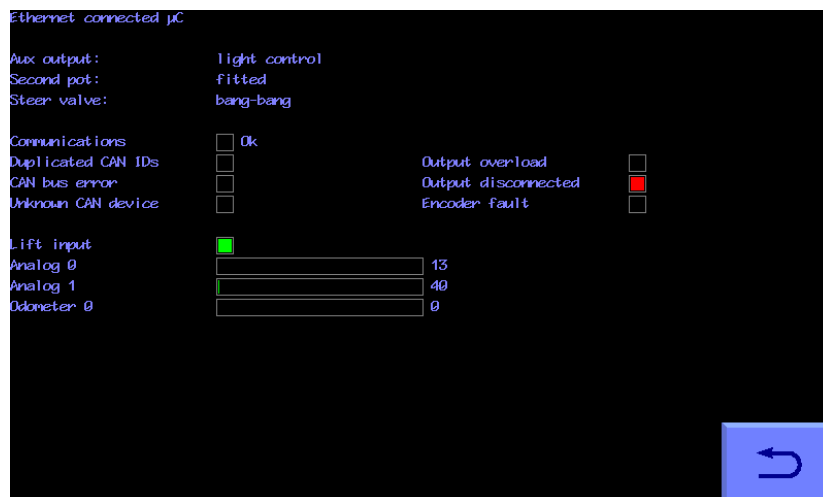 Ethernet connected µC
Aux output: light control
Second pot: fitted
Steer valve: bang-bang
Communications Ok
Duplicated CAN IDs Output overload
CAN bus error Output disconnected
Unknown CAN device Encoder fault
Lift input
Analog 0 13
Analog 1 40
Odometer 0 0